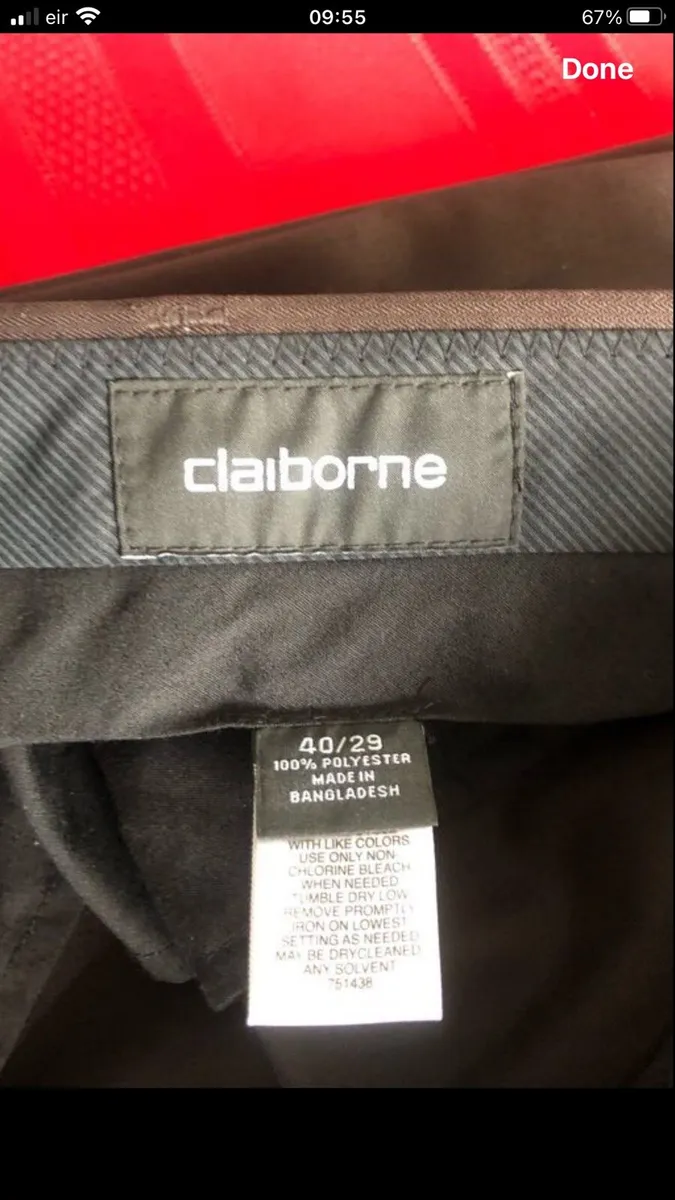 eir 09:55 67%
Done
claiborne
40/29
100% POLYESTER
MADE IN
BANGLADESH
WITH LIKE COLORS
USE ONLY NON-
CHLORINE BLEACH
WHEN NEEDED
TUMBLE DRY LOW
REMOVE PROMPTLY
IRON ON LOWEST
SETTING AS NEEDED
MAY BE DRYCLEANED
ANY SOLVENT
751438